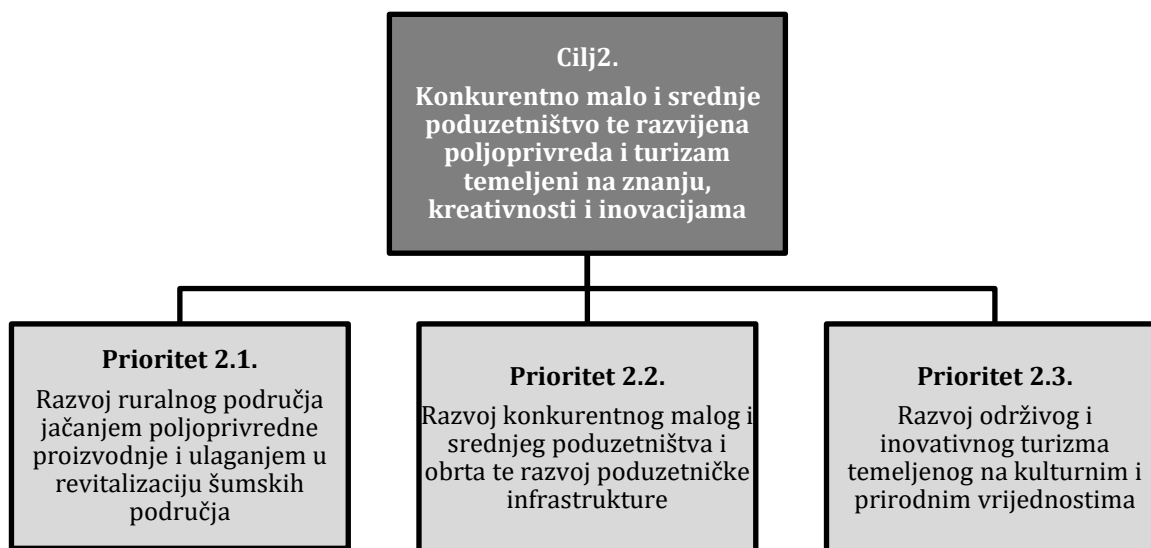 Cilj2.
Konkurentno malo i srednje
poduzetništvo te razvijena
poljoprivreda i turizam
temeljeni na znanju,
kreativnosti i inovacijama
Prioritet 2.1.
Razvoj ruralnog područja
jačanjem poljoprivredne
proizvodnje i ulaganjem u
revitalizaciju šumskih
područja
Prioritet 2.2.
Razvoj konkurentnog malog i
srednjeg poduzetništva i
obrta te razvoj poduzetničke
infrastrukture
Prioritet 2.3.
Razvoj održivog i
inovativnog turizma
temeljenog na kulturnim i
prirodnim vrijednostima